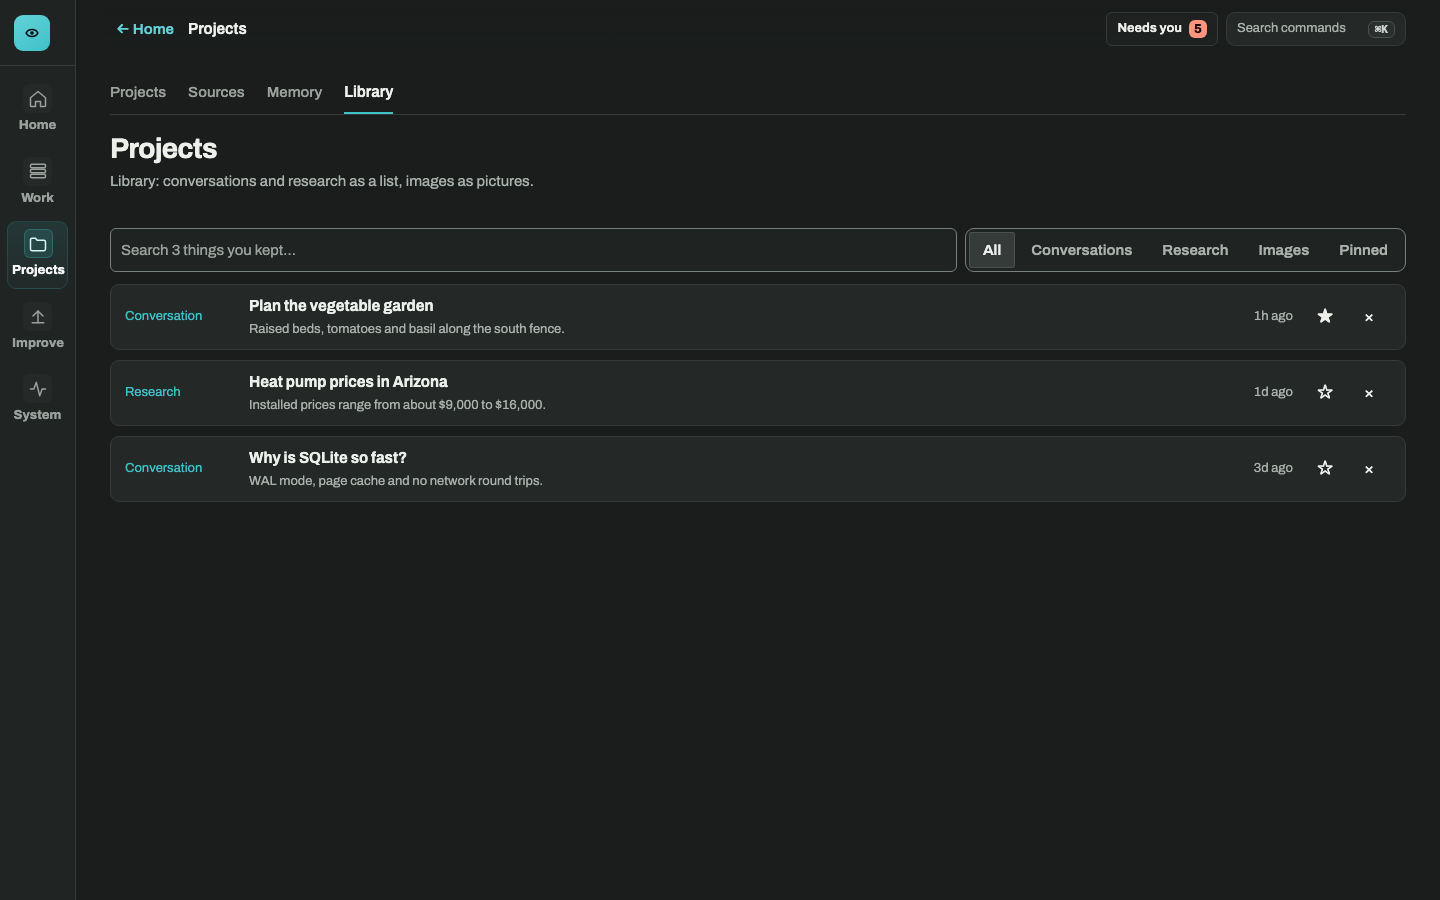 ← Home Projects
Needs you 5
Search commands ⌘K
Home
Work
Projects
Improve
System
Projects Sources Memory Library
Projects
Library: conversations and research as a list, images as pictures.
Search 3 things you kept...
All Conversations Research Images Pinned
Conversation
Plan the vegetable garden
Raised beds, tomatoes and basil along the south fence.
1h ago ★ ×
Research
Heat pump prices in Arizona
Installed prices range from about $9,000 to $16,000.
1d ago ☆ ×
Conversation
Why is SQLite so fast?
WAL mode, page cache and no network round trips.
3d ago ☆ ×